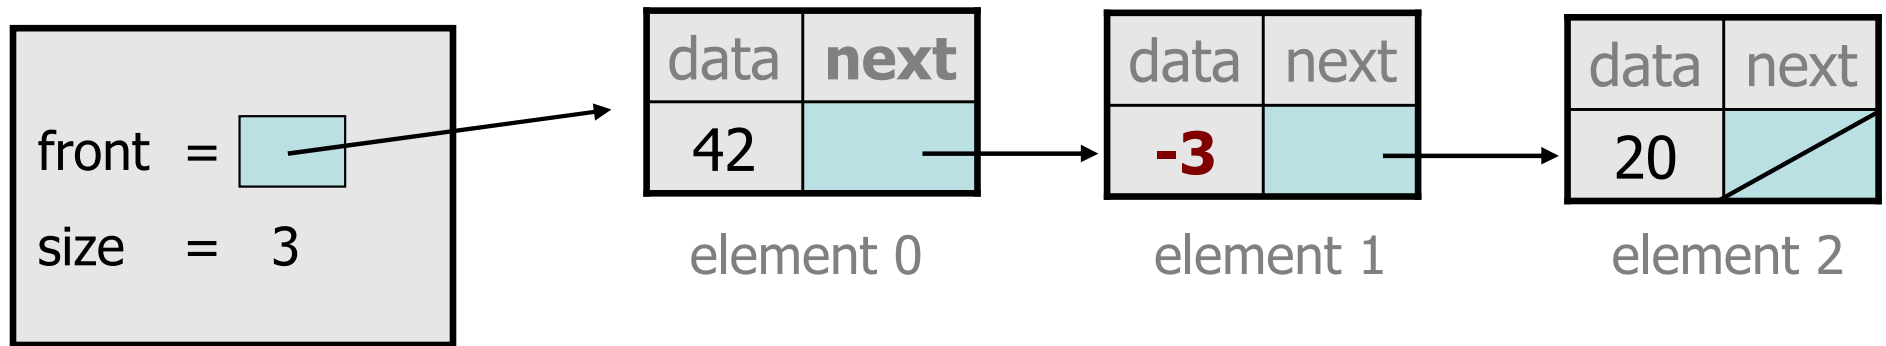 front =
size = 3
data next
42
element 0
data next
-3
element 1
data next
20
element 2